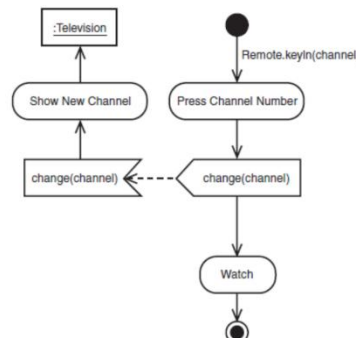 :Television
Remote.keyIn(channel
Show New Channel
Press Channel Number
change(channel)
change(channel)
Watch